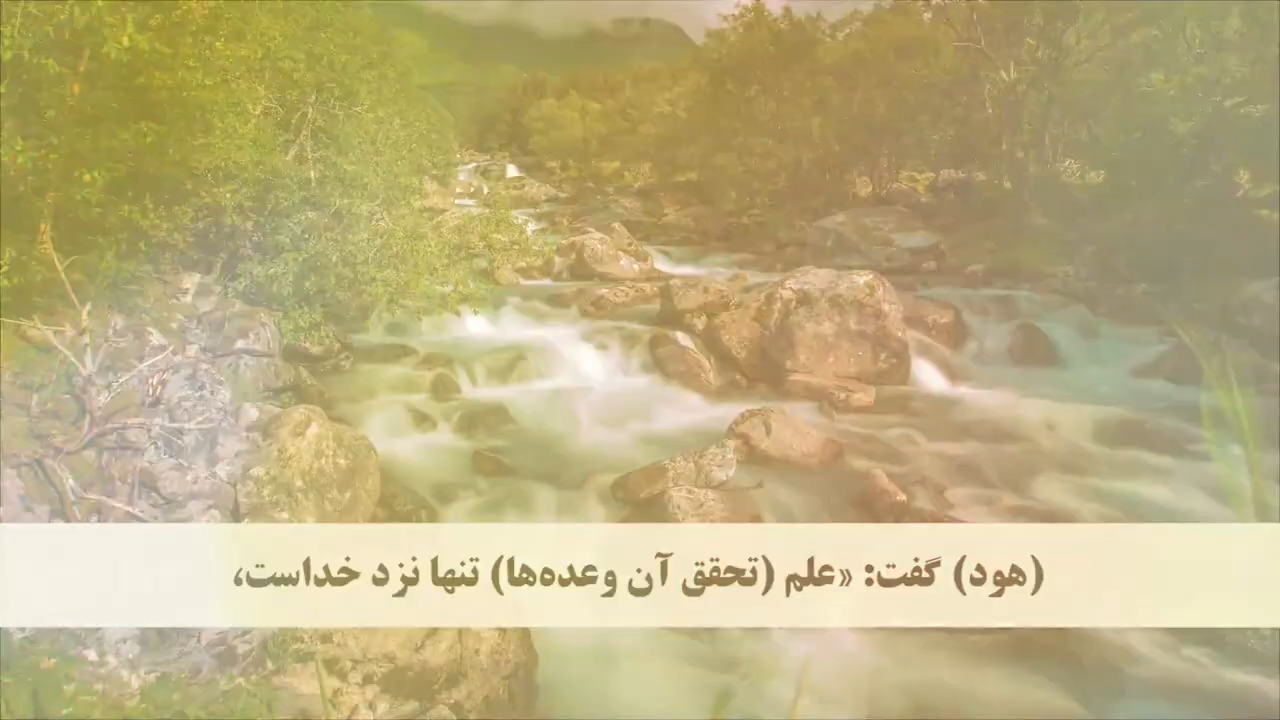 (هود) گفت: «علم (تحقق آن وعده‌ها) تنها نزد خداست،